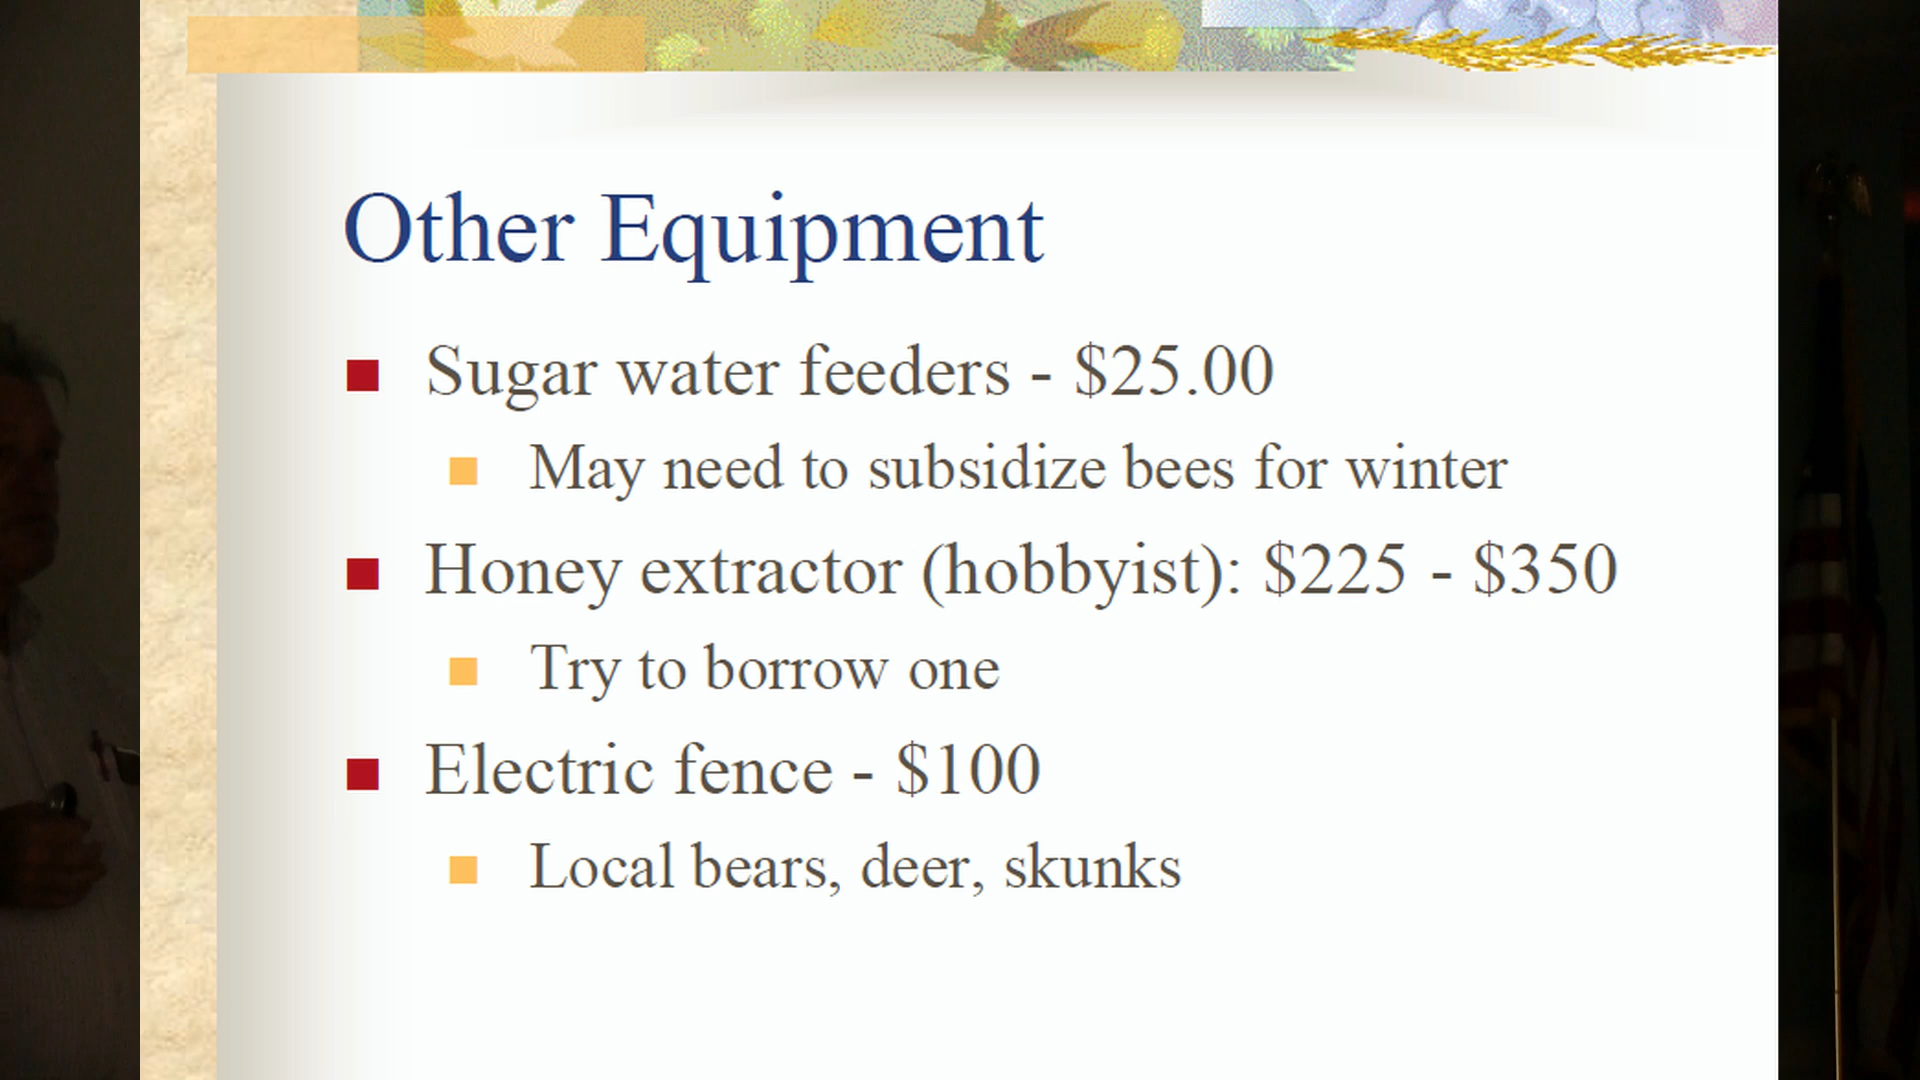 Other Equipment
Sugar water feeders - $25.00
May need to subsidize bees for winter
Honey extractor (hobbyist): $225 - $350
Try to borrow one
Electric fence - $100
Local bears, deer, skunks